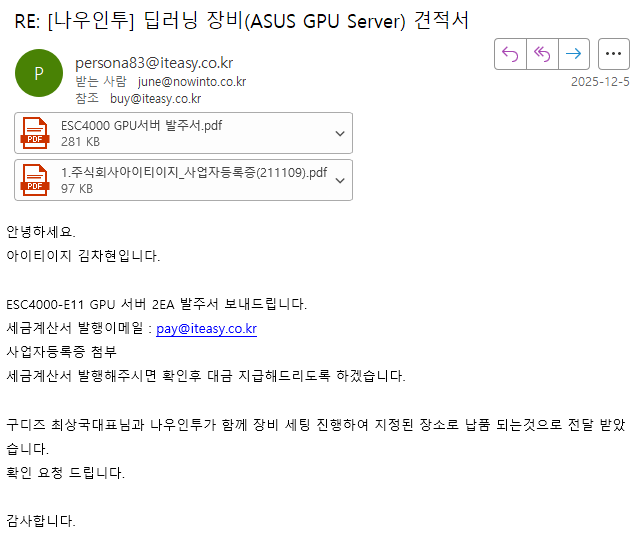 RE: [나우인투] 딥러닝 장비(ASUS GPU Server) 견적서
P
persona83@iteasy.co.kr
받는 사람 june@nowinto.co.kr
참조 buy@iteasy.co.kr
2025-12-5
PDF
ESC4000 GPU서버 발주서.pdf
281 KB
PDF
1.주식회사아이티이지_사업자등록증(211109).pdf
97 KB
안녕하세요.
아이티이지 김차현입니다.
ESC4000-E11 GPU 서버 2EA 발주서 보내드립니다.
세금계산서 발행이메일 : pay@iteasy.co.kr
사업자등록증 첨부
세금계산서 발행해주시면 확인후 대금 지급해드리도록 하겠습니다.
구디즈 최상국대표님과 나우인투가 함께 장비 세팅 진행하여 지정된 장소로 납품 되는것으로 전달 받았
습니다.
확인 요청 드립니다.
감사합니다.